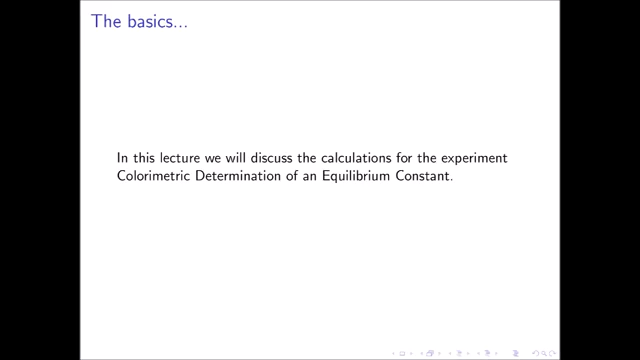 The basics...
In this lecture we will discuss the calculations for the experiment
Colorimetric Determination of an Equilibrium Constant.